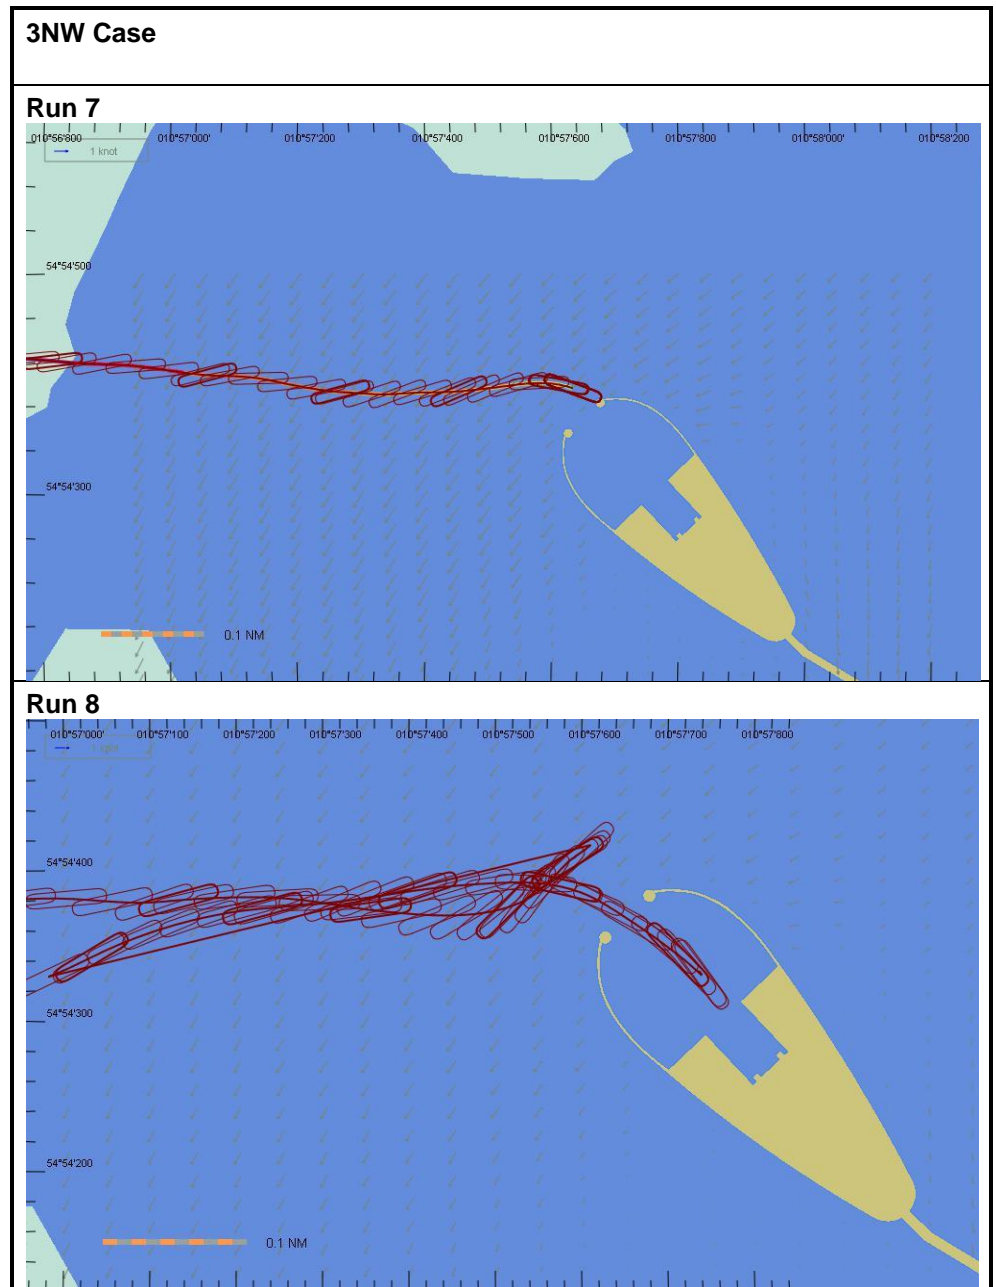 3NW Case
Run 7
010°56'800 010°57'000' 010°57'200 010°57'400 010°57'600 010°57'800 010°58'000' 010°58'200
1 knot
54°54'500
54°54'300
0.1 NM
Run 8
010°57'000' 010°57'100 010°57'200 010°57'300 010°57'400 010°57'500 010°57'600 010°57'700 010°57'800
1 knot
54°54'400
54°54'300
54°54'200
0.1 NM